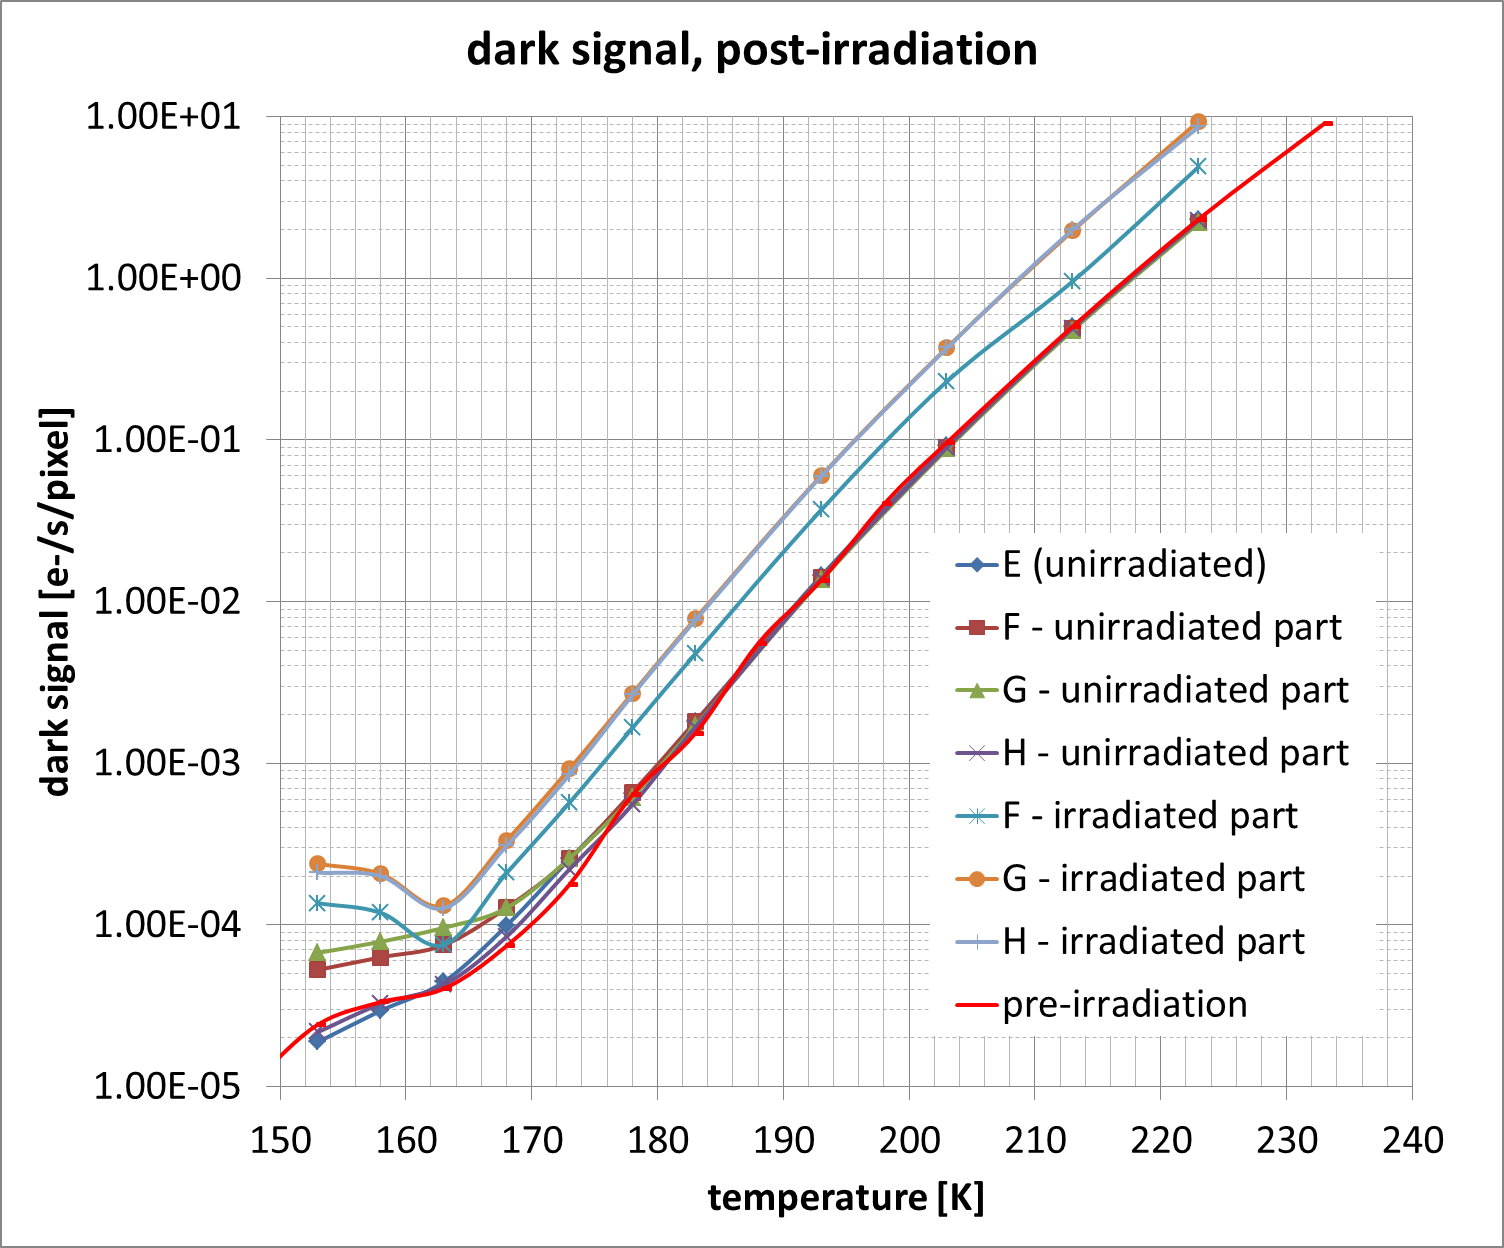 dark signal, post-irradiation
1.00E+01
1.00E+00
1.00E-01
1.00E-02
1.00E-03
1.00E-04
1.00E-05
dark signal [e-/s/pixel]
E (unirradiated)
F - unirradiated part
G - unirradiated part
H - unirradiated part
F - irradiated part
G - irradiated part
H - irradiated part
pre-irradiation
150 160 170 180 190 200 210 220 230 240
temperature [K]